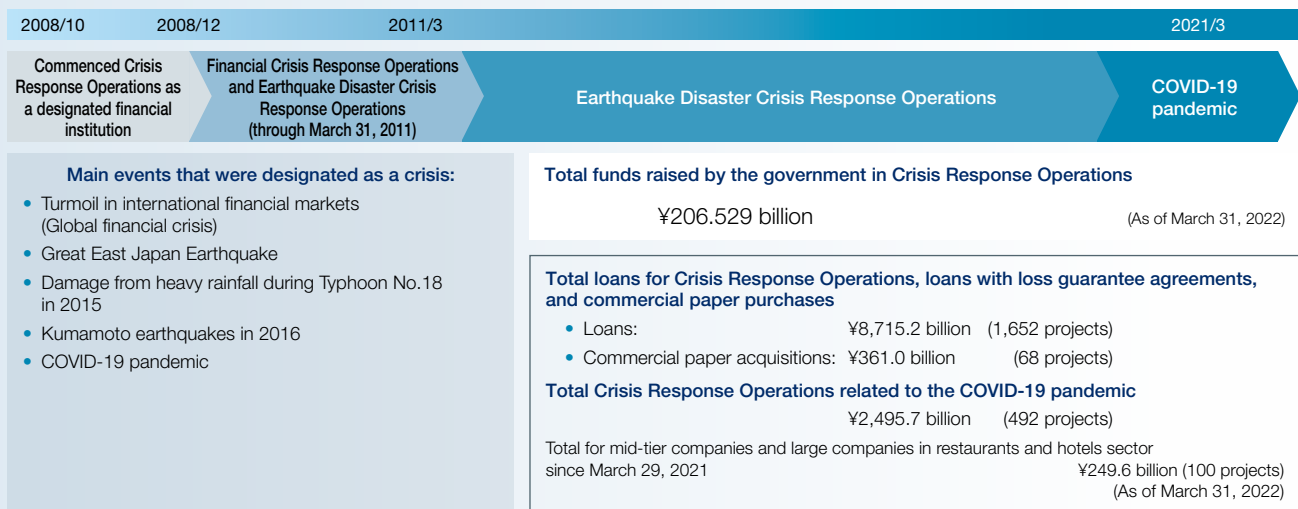 2008/10
2008/12
2011/3
2021/3
Commenced Crisis
Response Operations as
a designated financial
institution
Financial Crisis Response Operations
and Earthquake Disaster Crisis
Response Operations
(through March 31, 2011)
Earthquake Disaster Crisis Response Operations
COVID-19
pandemic
Main events that were designated as a crisis:
• Turmoil in international financial markets
(Global financial crisis)
• Great East Japan Earthquake
• Damage from heavy rainfall during Typhoon No.18
in 2015
• Kumamoto earthquakes in 2016
• COVID-19 pandemic
Total funds raised by the government in Crisis Response Operations
¥206.529 billion (As of March 31, 2022)
Total loans for Crisis Response Operations, loans with loss guarantee agreements,
and commercial paper purchases
• Loans: ¥8,715.2 billion (1,652 projects)
• Commercial paper acquisitions: ¥361.0 billion (68 projects)
Total Crisis Response Operations related to the COVID-19 pandemic
¥2,495.7 billion (492 projects)
Total for mid-tier companies and large companies in restaurants and hotels sector
since March 29, 2021 ¥249.6 billion (100 projects)
(As of March 31, 2022)